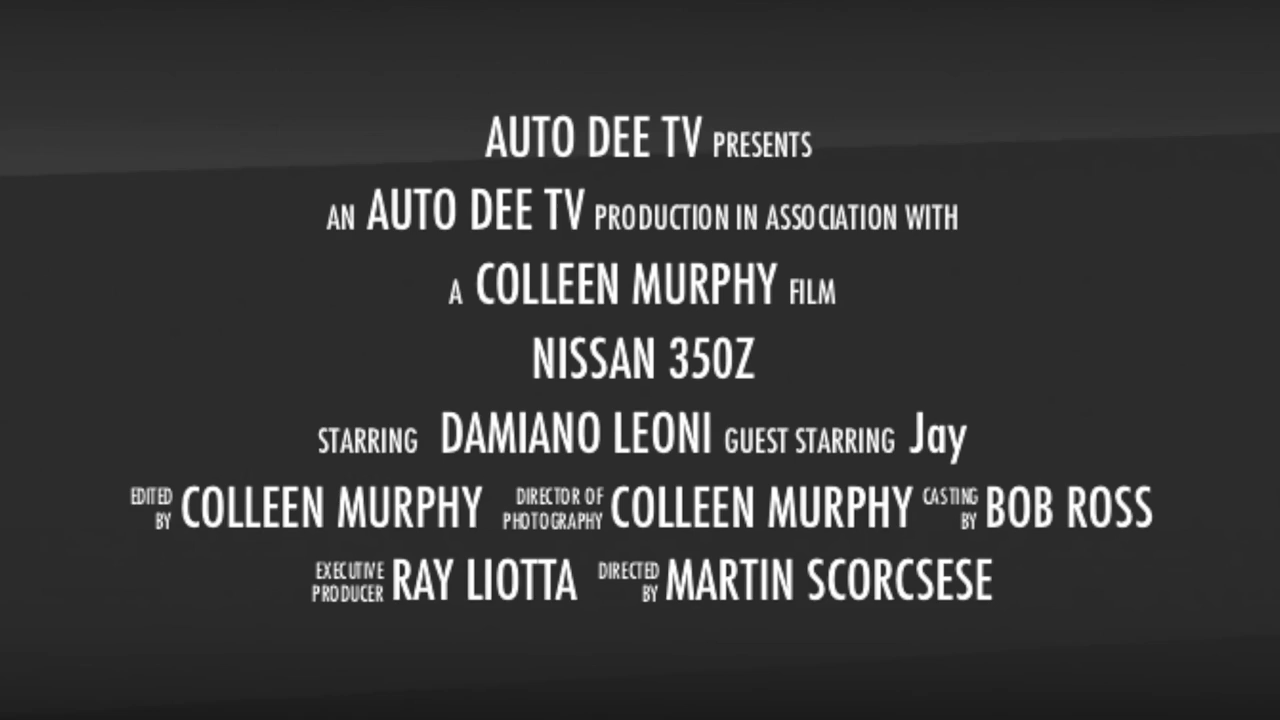 AUTO DEE TV PRESENTS
AN AUTO DEE TV PRODUCTION IN ASSOCIATION WITH
A COLLEEN MURPHY FILM
NISSAN 350Z
STARRING DAMIANO LEONI GUEST STARRING Jay
EDITED BY COLLEEN MURPHY DIRECTOR OF PHOTOGRAPHY COLLEEN MURPHY CASTING BY BOB ROSS
EXECUTIVE PRODUCER RAY LIOTTA DIRECTED BY MARTIN SCORCSESE